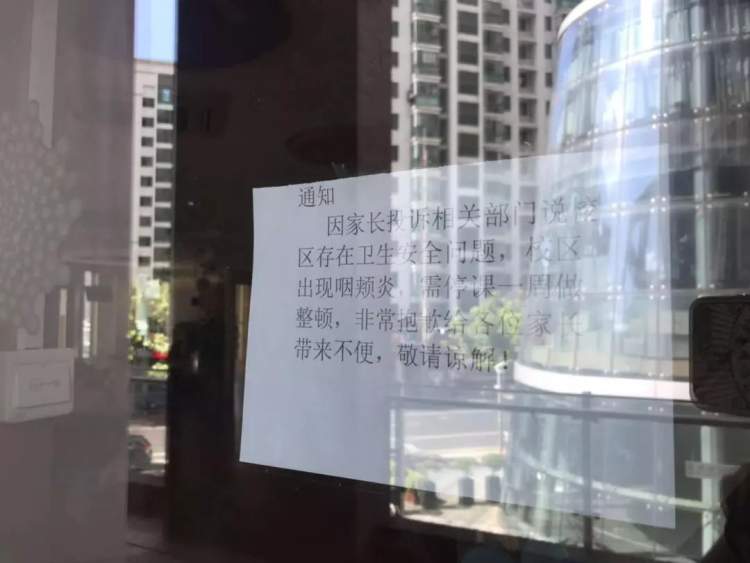 通知
因家长投诉相关部门说校
区存在卫生安全问题，校区
出现咽颊炎，需停课一周做
整顿，非常抱歉给各位家长
带来不便，敬请谅解！